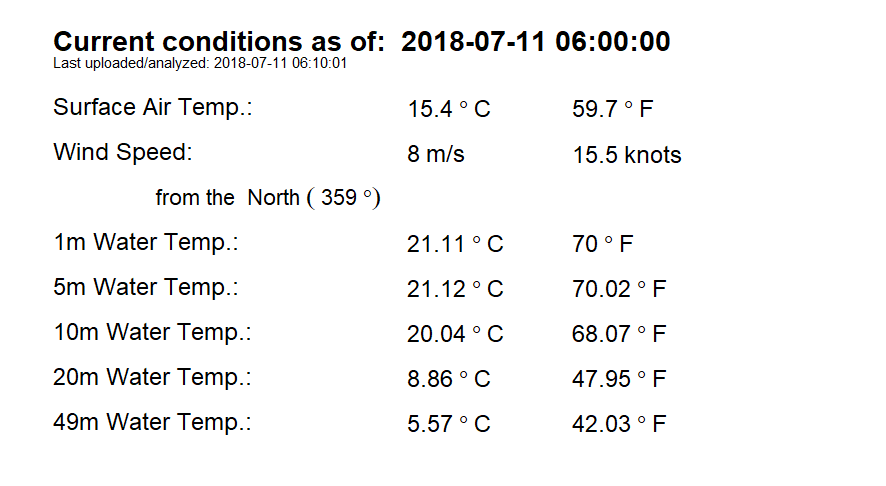 Current conditions as of: 2018-07-11 06:00:00
Last uploaded/analyzed: 2018-07-11 06:10:01
Surface Air Temp.: 15.4 ° C 59.7 ° F
Wind Speed: 8 m/s 15.5 knots
from the North ( 359 °)
1m Water Temp.: 21.11 ° C 70 ° F
5m Water Temp.: 21.12 ° C 70.02 ° F
10m Water Temp.: 20.04 ° C 68.07 ° F
20m Water Temp.: 8.86 ° C 47.95 ° F
49m Water Temp.: 5.57 ° C 42.03 ° F